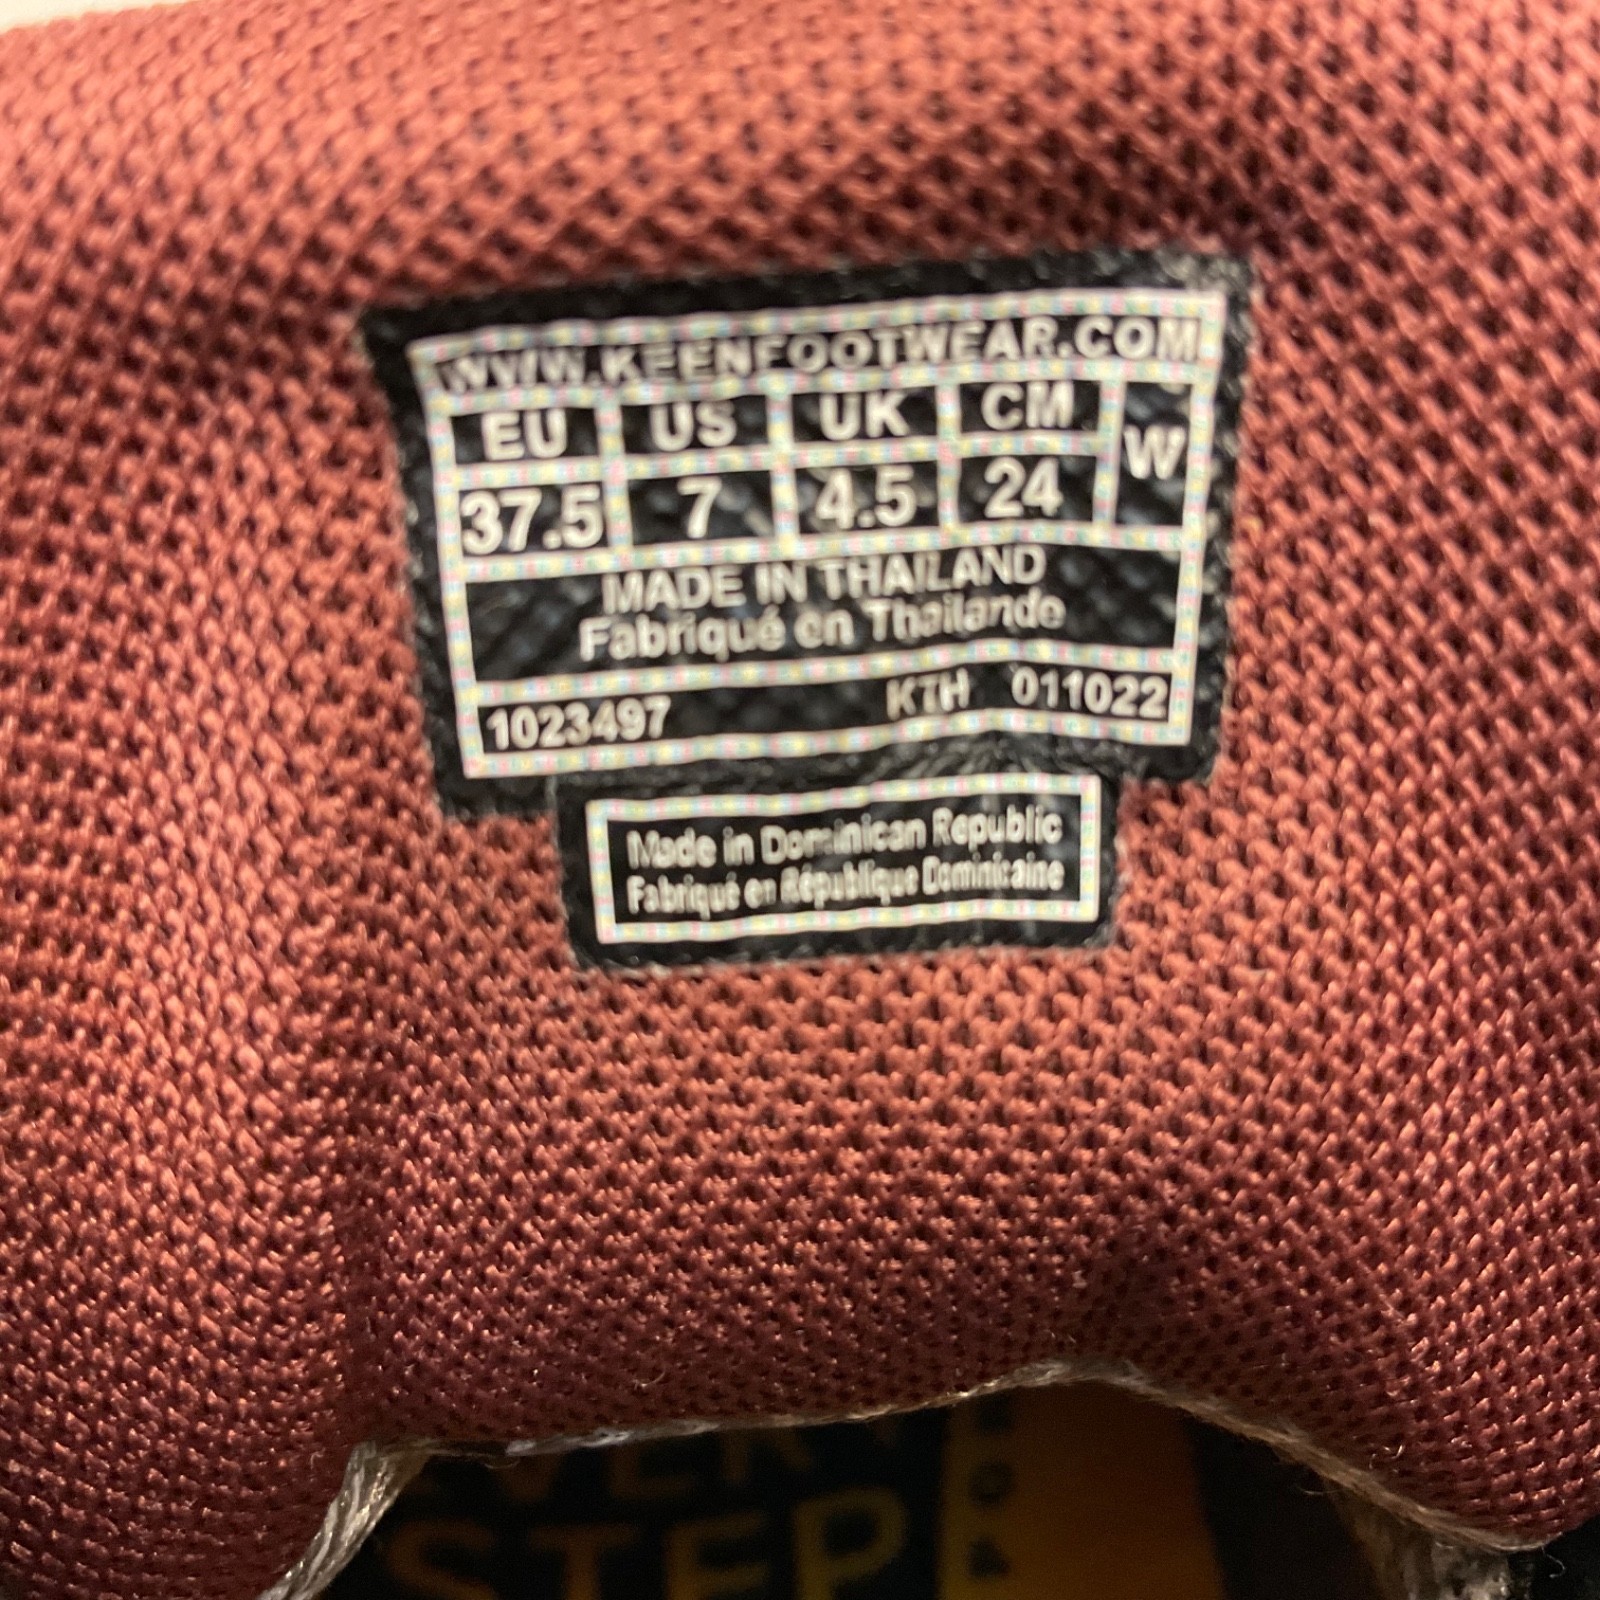 WWW.KEENFOOTWEAR.COM
EU US UK CM W
37.5 7 4.5 24
MADE IN THAILAND
Fabriqué en Thailande
1023497 KTH 011022
Made in Dominican Republic
Fabriqué en République Dominicaine
STEP